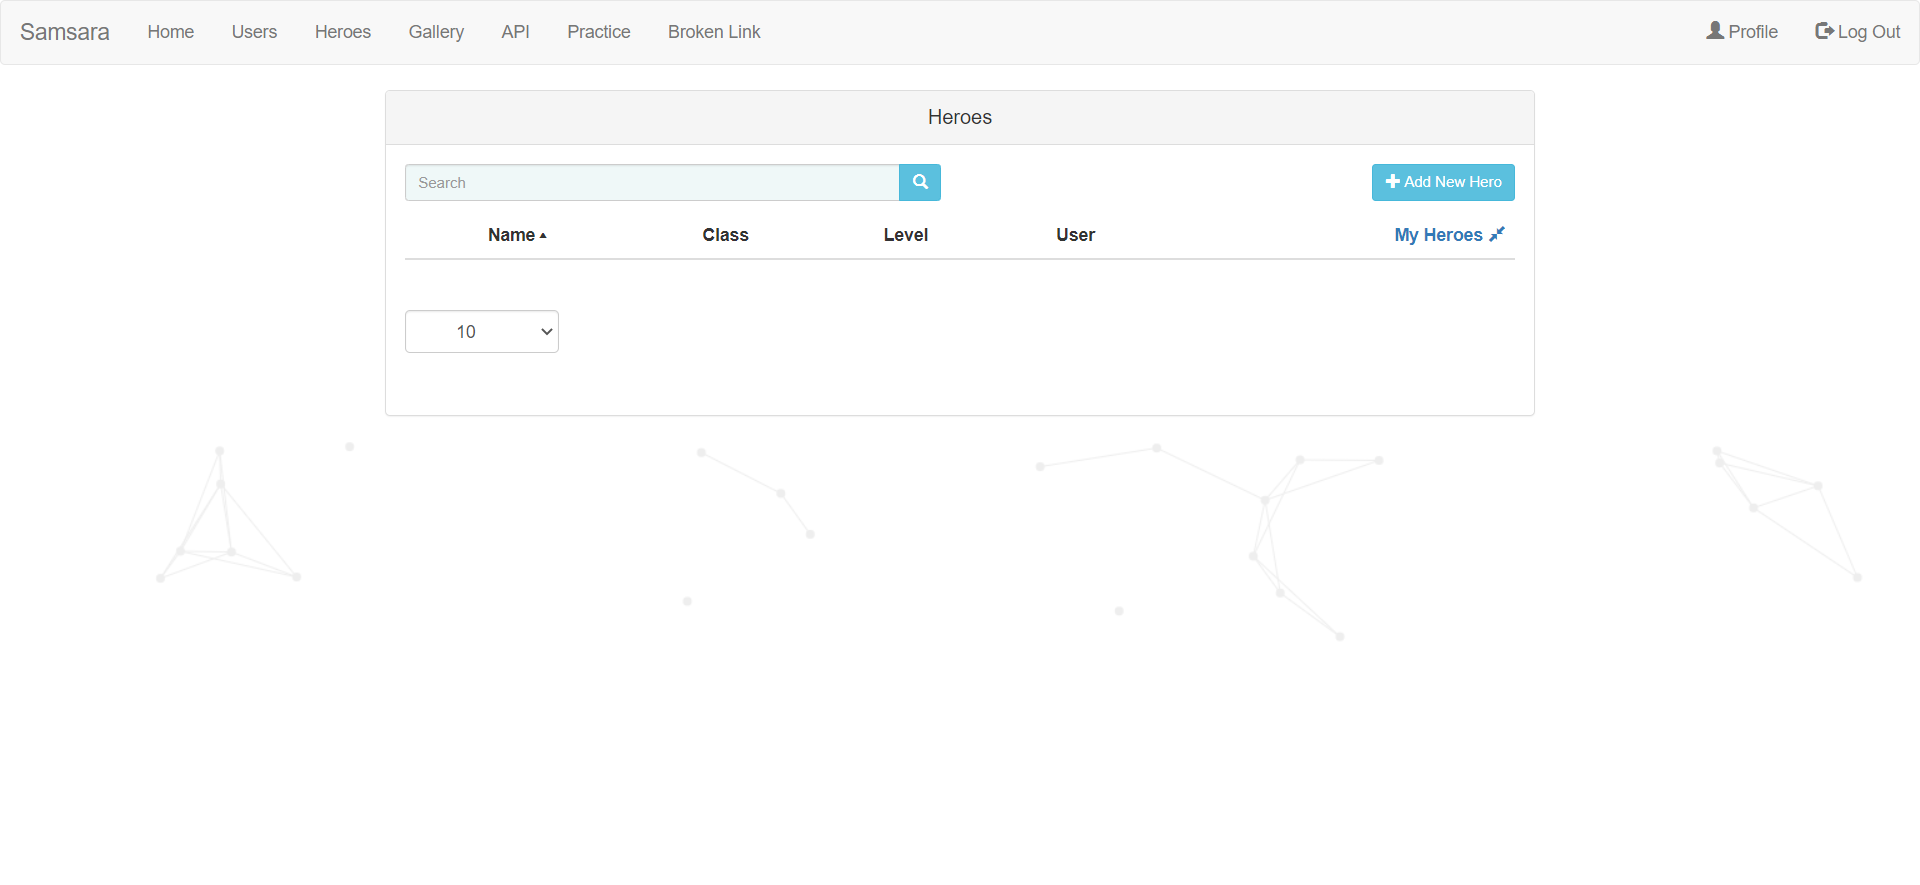 Samsara Home Users Heroes Gallery API Practice Broken Link Profile Log Out
Heroes
Search Add New Hero
Name Class Level User My Heroes
10